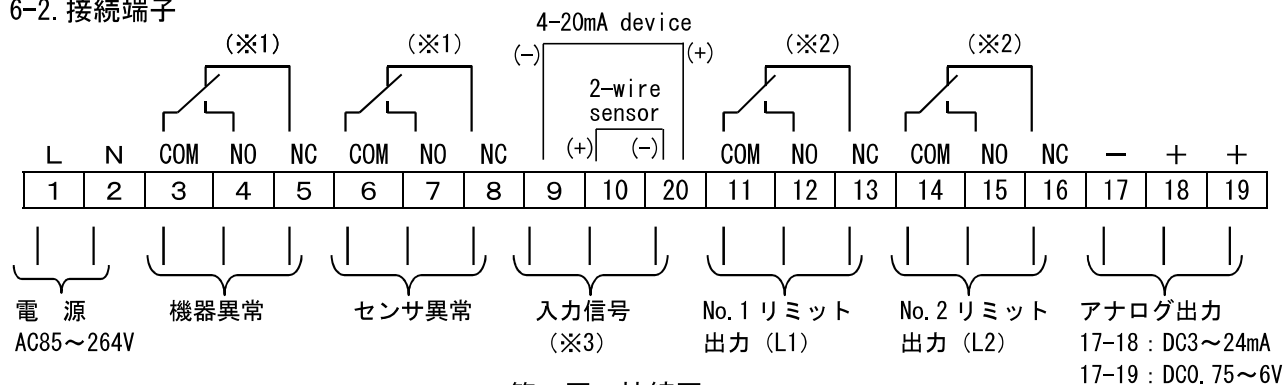 6-2. 接続端子
4-20mA device
(※1) (※1) (−) (+) (※2) (※2)
2-wire
sensor
(+) (−)
L N COM NO NC COM NO NC COM NO NC COM NO NC − + +
1 2 3 4 5 6 7 8 9 10 20 11 12 13 14 15 16 17 18 19
電 源 機器異常 センサ異常 入力信号 No.1 リミット No.2 リミット アナログ出力
AC85～264V (※3) 出力 (L1) 出力 (L2) 17-18 : DC3～24mA
17-19 : DC0.75～6V